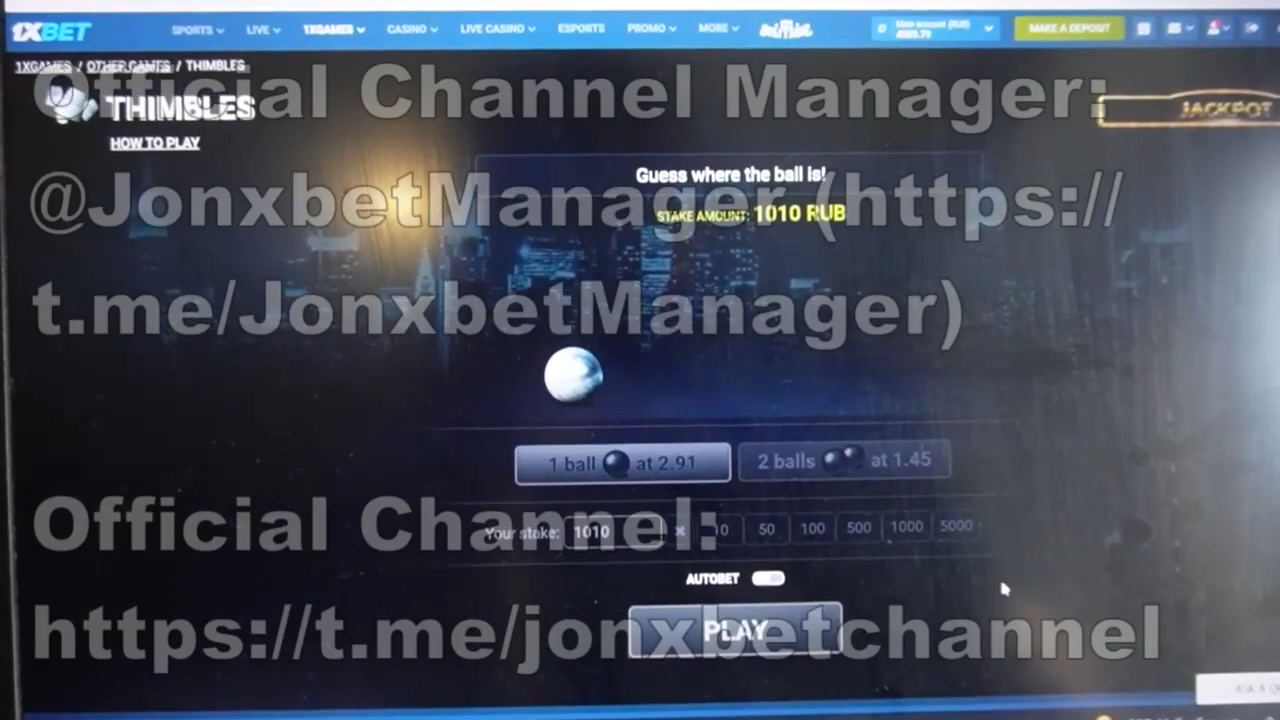 1XBET
SPORTS LIVE 1XGAMES CASINO LIVE CASINO ESPORTS PROMO MORE
MAKE A DEPOSIT
1XGAMES / OTHER GAMES / THIMBLES
Official Channel Manager:
THIMBLES
JACKPOT
HOW TO PLAY
Guess where the ball is!
@JonxbetManager (https://
STAKE AMOUNT: 1010 RUB
t.me/JonxbetManager)
1 ball at 2.91
2 balls at 1.45
Official Channel:
Your stake: 1010 × 10 50 100 500 1000 5000
AUTOBET
PLAY
https://t.me/jonxbetchannel